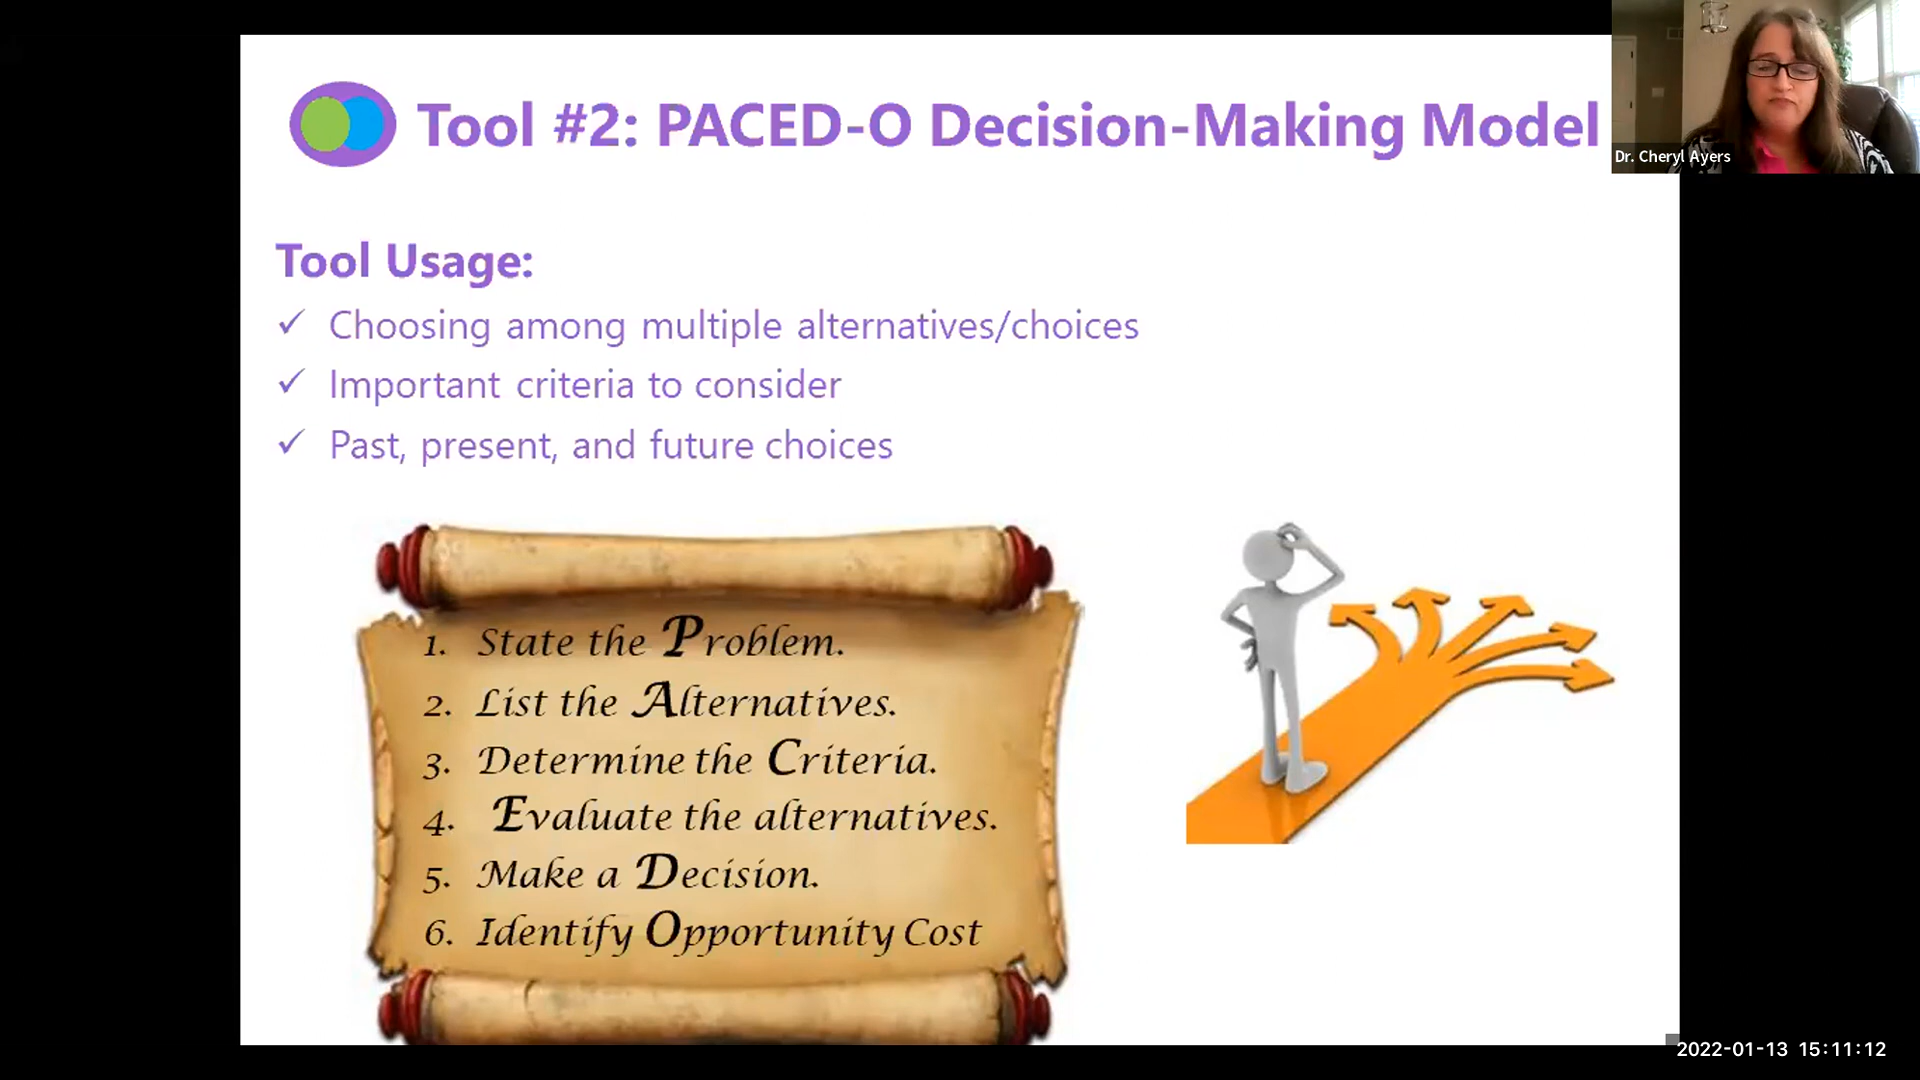 Tool #2: PACED-O Decision-Making Model
Dr. Cheryl Ayers
Tool Usage:
✓ Choosing among multiple alternatives/choices
✓ Important criteria to consider
✓ Past, present, and future choices
1. State the Problem.
2. List the Alternatives.
3. Determine the Criteria.
4. Evaluate the alternatives.
5. Make a Decision.
6. Identify Opportunity Cost
2022-01-13 15:11:12